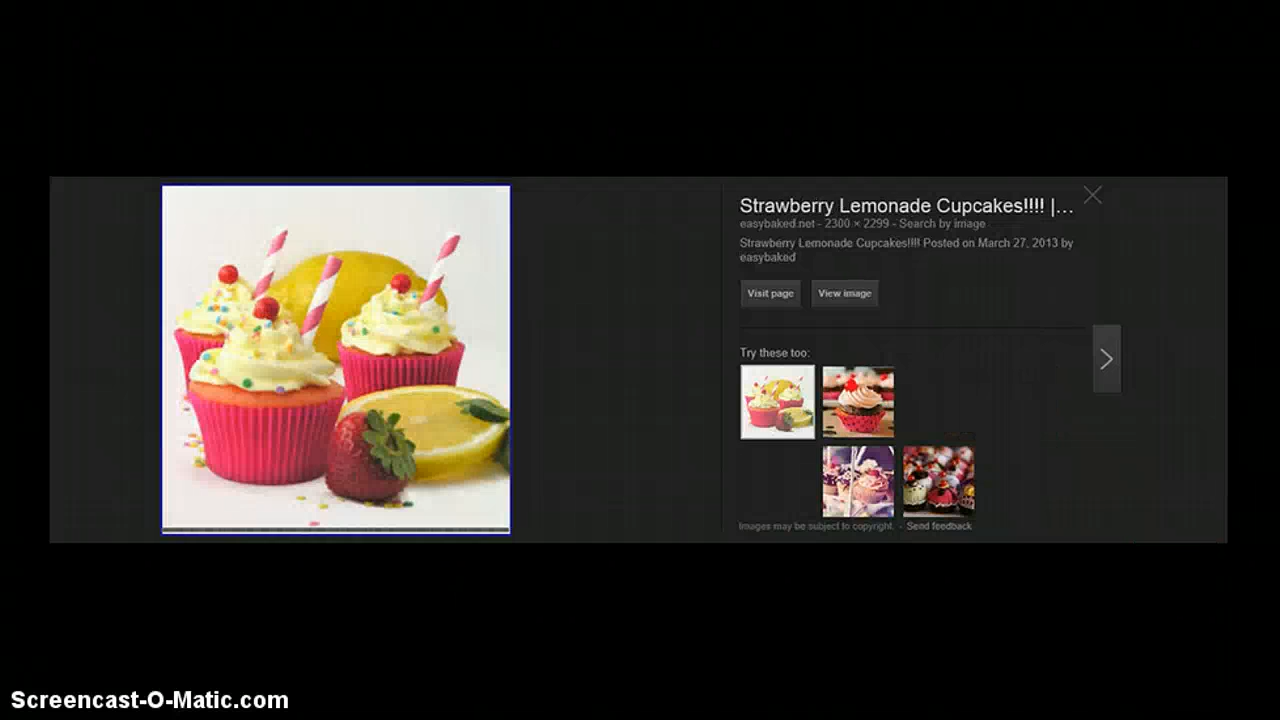 Strawberry Lemonade Cupcakes!!!! |...
easybaked.net - 2300 × 2299 - Search by image
Strawberry Lemonade Cupcakes!!!! Posted on March 27, 2013 by
easybaked
Visit page
View image
Try these too:
Images may be subject to copyright. - Send feedback
Screencast-O-Matic.com